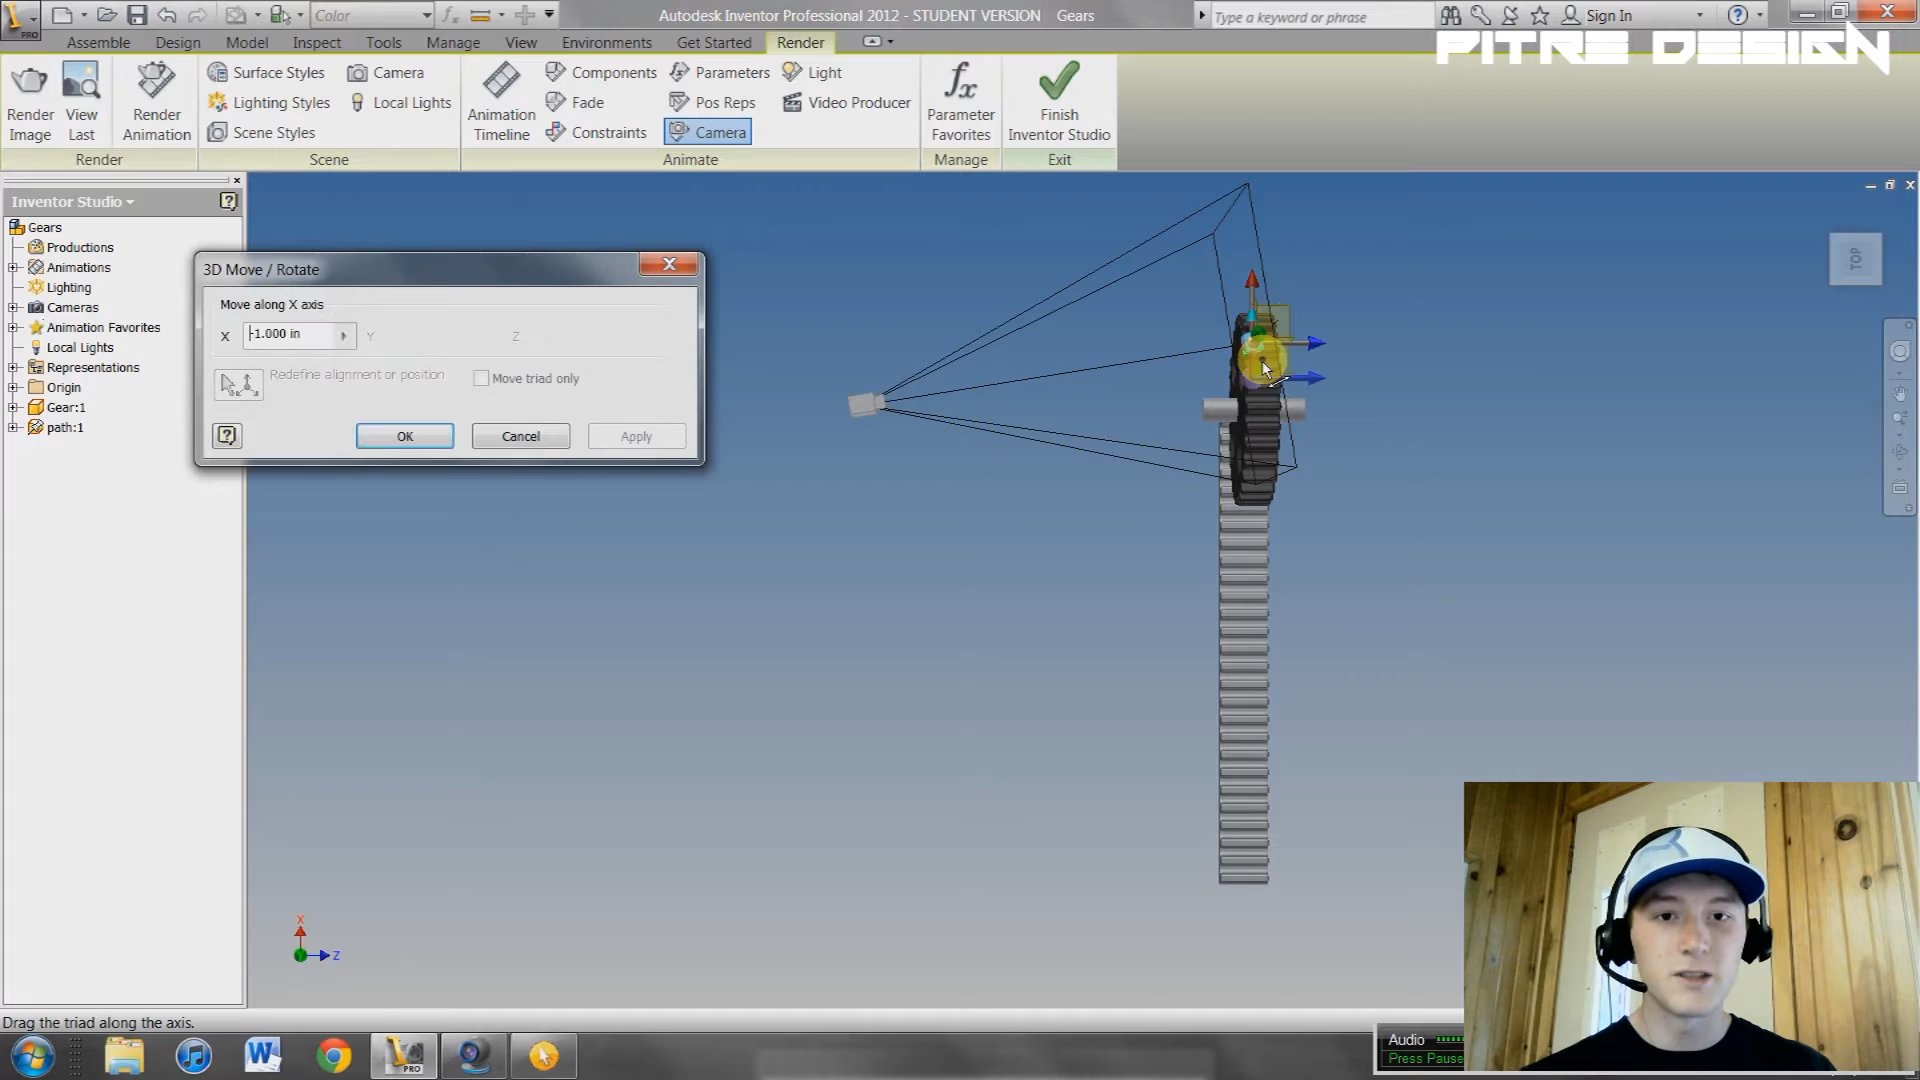 PRO
Color
Autodesk Inventor Professional 2012 - STUDENT VERSION Gears
Type a keyword or phrase
Sign In
Assemble Design Model Inspect Tools Manage View Environments Get Started Render
PITRE DESIGN
Render Image
View Last
Render Animation
Surface Styles
Lighting Styles
Scene Styles
Camera
Local Lights
Animation Timeline
Components
Fade
Constraints
Parameters
Pos Reps
Camera
Light
Video Producer
Parameter Favorites
Finish Inventor Studio
Render Scene Animate Manage Exit
Inventor Studio
Gears
Productions
Animations
Lighting
Cameras
Animation Favorites
Local Lights
Representations
Origin
Gear:1
path:1
3D Move / Rotate
Move along X axis
X -1.000 in Y Z
Redefine alignment or position Move triad only
OK Cancel Apply
TOP
X
Z
Drag the triad along the axis.
PRO
Audio
Press Pause